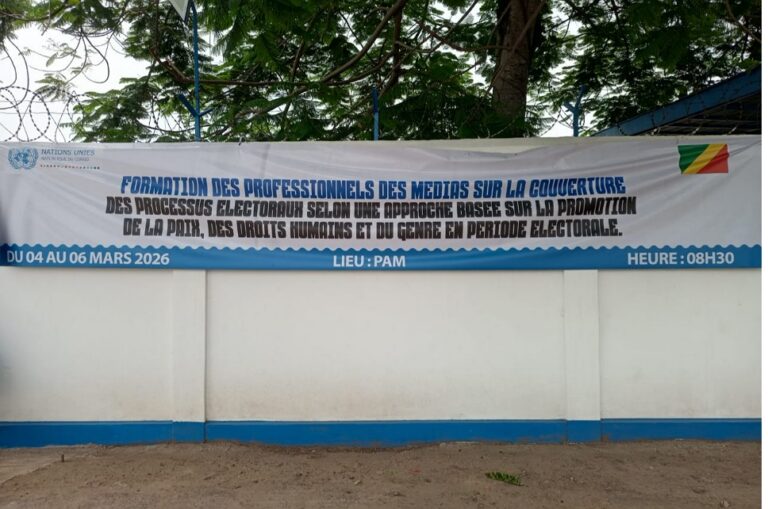 NATIONS UNIES
FORMATION DES PROFESSIONNELS DES MEDIAS SUR LA COUVERTURE
DES PROCESSUS ELECTORAUX SELON UNE APPROCHE BASEE SUR LA PROMOTION
DE LA PAIX, DES DROITS HUMAINS ET DU GENRE EN PERIODE ELECTORALE.
DU 04 AU 06 MARS 2026
LIEU : PAM
HEURE : 08H30